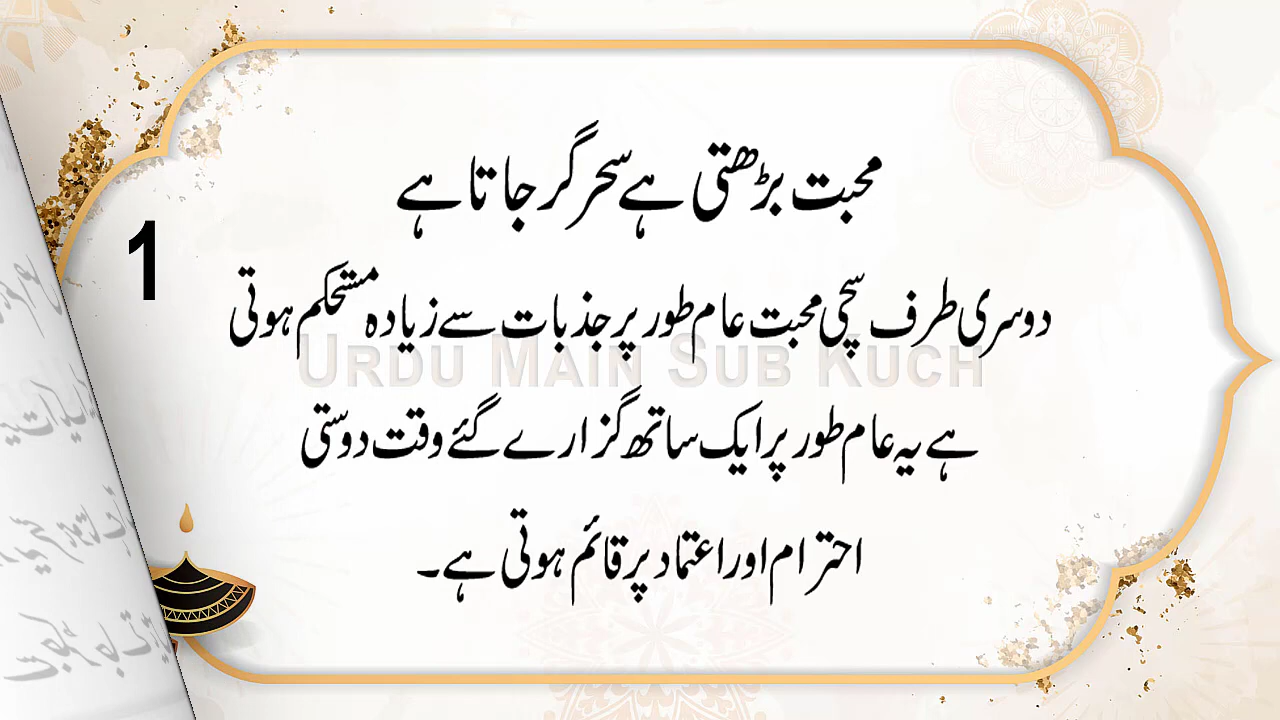 محبت بڑھتی ہے سحر گر جاتا ہے
1
دوسری طرف سچی محبت عام طور پر جذبات سے زیادہ مستحکم ہوتی
URDU MAIN SUB KUCH
ہے یہ عام طور پر ایک ساتھ گزارے گئے وقت دوستی
احترام اور اعتماد پر قائم ہوتی ہے۔